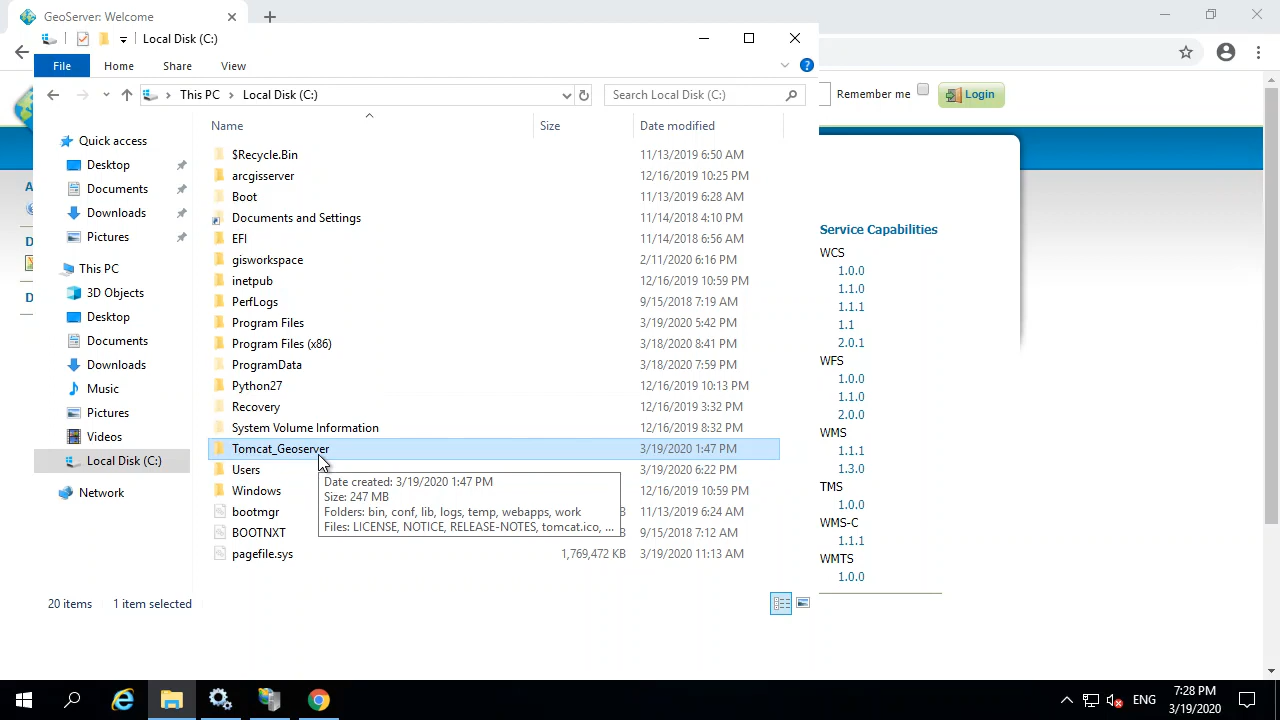 GeoServer: Welcome
Local Disk (C:)
File
Home
Share
View
This PC
Local Disk (C:)
Search Local Disk (C:)
Remember me
Login
Name
Size
Date modified
Quick access
Desktop
Documents
Downloads
Pictures
This PC
3D Objects
Desktop
Documents
Downloads
Music
Pictures
Videos
Local Disk (C:)
Network
$Recycle.Bin 11/13/2019 6:50 AM
arcgisserver 12/16/2019 10:25 PM
Boot 11/13/2019 6:28 AM
Documents and Settings 11/14/2018 4:10 PM
EFI 11/14/2018 6:56 AM
gisworkspace 2/11/2020 6:16 PM
inetpub 12/16/2019 10:59 PM
PerfLogs 9/15/2018 7:19 AM
Program Files 3/19/2020 5:42 PM
Program Files (x86) 3/18/2020 8:41 PM
ProgramData 3/18/2020 7:59 PM
Python27 12/16/2019 10:13 PM
Recovery 12/16/2019 3:32 PM
System Volume Information 12/16/2019 8:32 PM
Tomcat_Geoserver 3/19/2020 1:47 PM
Users 3/19/2020 6:22 PM
Windows 12/16/2019 10:59 PM
bootmgr 11/13/2019 6:24 AM
BOOTNXT 9/15/2018 7:12 AM
pagefile.sys 1,769,472 KB 3/19/2020 11:13 AM
Date created: 3/19/2020 1:47 PM
Size: 247 MB
Folders: bin, conf, lib, logs, temp, webapps, work
Files: LICENSE, NOTICE, RELEASE-NOTES, tomcat.ico, ...
20 items
1 item selected
Service Capabilities
WCS
1.0.0
1.1.0
1.1.1
1.1
2.0.1
WFS
1.0.0
1.1.0
2.0.0
WMS
1.1.1
1.3.0
TMS
1.0.0
WMS-C
1.1.1
WMTS
1.0.0
ENG
7:28 PM
3/19/2020